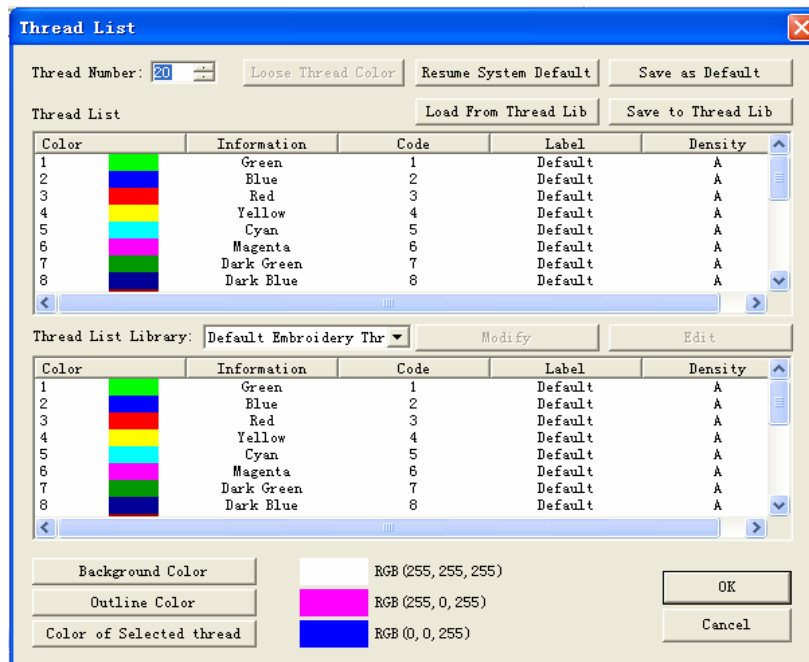 Thread List
Thread Number: 20 Loose Thread Color Resume System Default Save as Default
Thread List Load From Thread Lib Save to Thread Lib
Color Information Code Label Density
1 Green 1 Default A
2 Blue 2 Default A
3 Red 3 Default A
4 Yellow 4 Default A
5 Cyan 5 Default A
6 Magenta 6 Default A
7 Dark Green 7 Default A
8 Dark Blue 8 Default A
Thread List Library: Default Embroidery Thr Modify Edit
Color Information Code Label Density
1 Green 1 Default A
2 Blue 2 Default A
3 Red 3 Default A
4 Yellow 4 Default A
5 Cyan 5 Default A
6 Magenta 6 Default A
7 Dark Green 7 Default A
8 Dark Blue 8 Default A
Background Color RGB(255, 255, 255)
OK
Outline Color RGB(255, 0, 255)
Cancel
Color of Selected thread RGB(0, 0, 255)